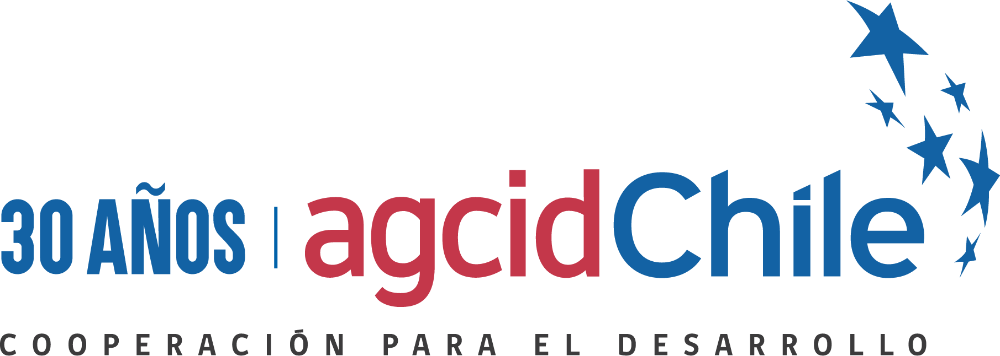 30 AÑOS | agcidChile
COOPERACIÓN PARA EL DESARROLLO